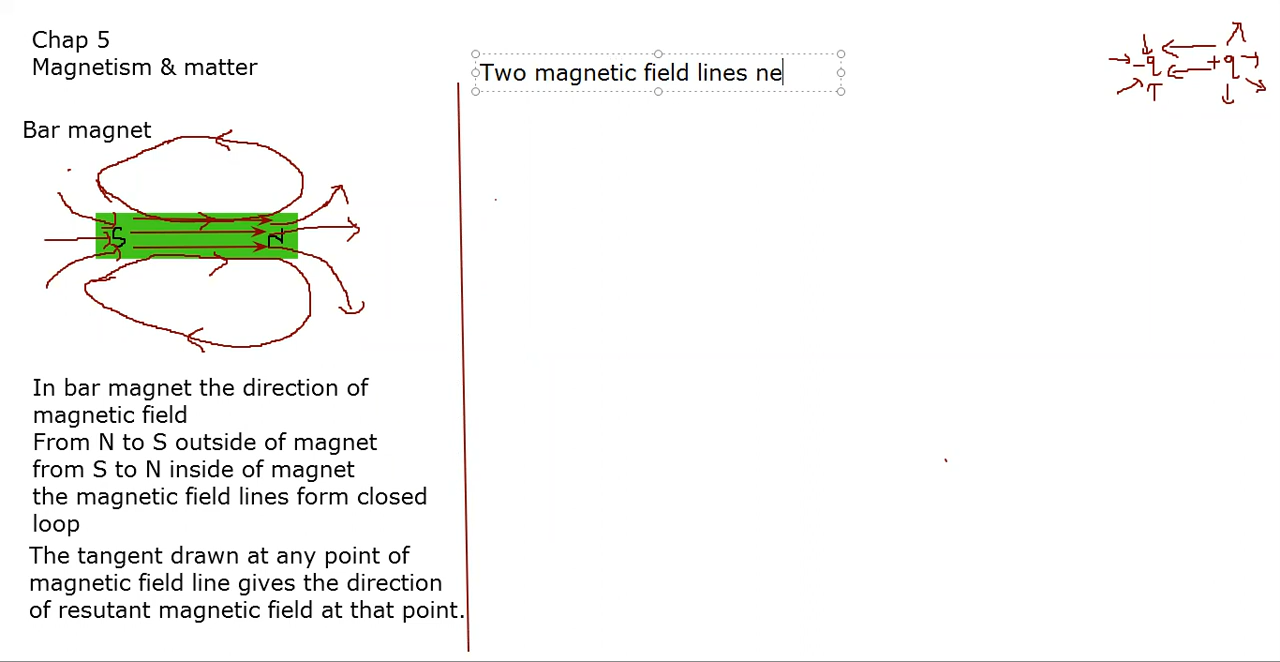 Chap 5
Magnetism & matter
Bar magnet
S
N
In bar magnet the direction of
magnetic field
From N to S outside of magnet
from S to N inside of magnet
the magnetic field lines form closed
loop
The tangent drawn at any point of
magnetic field line gives the direction
of resutant magnetic field at that point.
Two magnetic field lines ne
-q +q